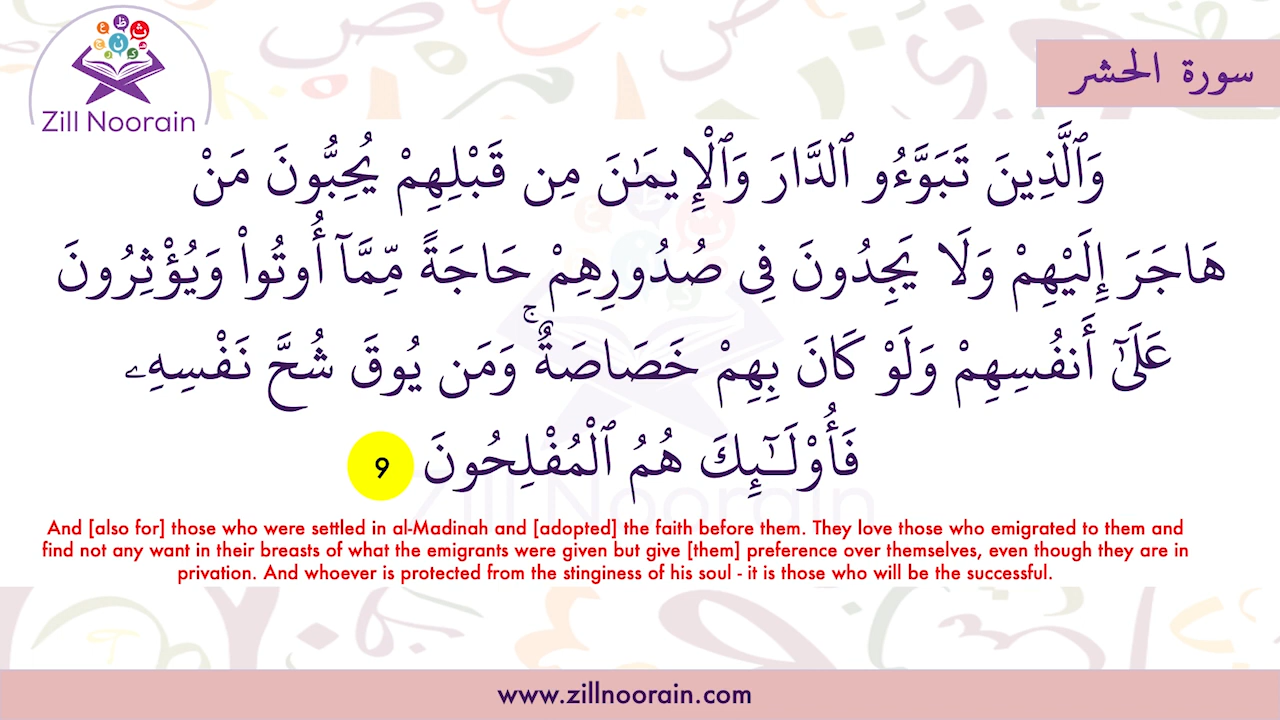 Zill Noorain
سورة الحشر
وَٱلَّذِينَ تَبَوَّءُو ٱلدَّارَ وَٱلْإِيمَـٰنَ مِن قَبْلِهِمْ يُحِبُّونَ مَنْ
هَاجَرَ إِلَيْهِمْ وَلَا يَجِدُونَ فِى صُدُورِهِمْ حَاجَةً مِّمَّآ أُوتُوا۟ وَيُؤْثِرُونَ
عَلَىٰٓ أَنفُسِهِمْ وَلَوْ كَانَ بِهِمْ خَصَاصَةٌ ۚ وَمَن يُوقَ شُحَّ نَفْسِهِۦ
فَأُو۟لَـٰٓئِكَ هُمُ ٱلْمُفْلِحُونَ 9
And [also for] those who were settled in al-Madinah and [adopted] the faith before them. They love those who emigrated to them and
find not any want in their breasts of what the emigrants were given but give [them] preference over themselves, even though they are in
privation. And whoever is protected from the stinginess of his soul - it is those who will be the successful.
www.zillnoorain.com